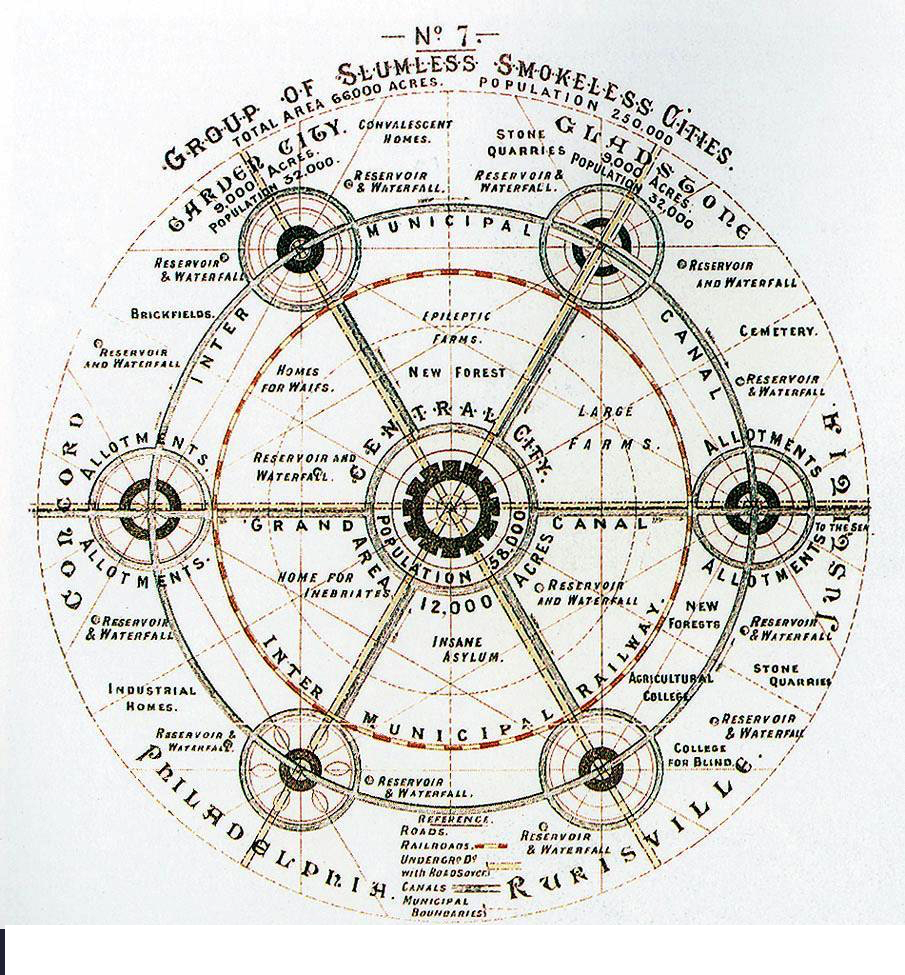 — Nº 7. —
GROUP OF SLUMLESS SMOKELESS CITIES.
TOTAL AREA 66000 ACRES. POPULATION 250,000
GARDEN CITY.
9,000 ACRES.
POPULATION 32,000.
CONVALESCENT
HOMES.
STONE
QUARRIES
GLADSTONE
9,000 ACRES.
POPULATION 32,000
RESERVOIR
& WATERFALL.
RESERVOIR &
WATERFALL.
INTER MUNICIPAL CANAL
RESERVOIR
& WATERFALL
RESERVOIR
AND WATERFALL
BRICKFIELDS.
EPILEPTIC
FARMS.
CEMETERY.
RESERVOIR
AND WATERFALL
NEW FOREST
HOMES
FOR WAIFS.
RESERVOIR
& WATERFALL
LARGE
FARMS.
CENTRAL CITY.
CONCORD
ALLOTMENTS.
ALLOTMENTS
RESERVOIR AND
WATERFALL.
GRAND CANAL
TO THE SEA
ALLOTMENTS.
ALLOTMENTS
AREA 12,000 ACRES
POPULATION 58,000
HOME FOR
INEBRIATES.
RESERVOIR
AND WATERFALL
NEW
FORESTS
RESERVOIR
& WATERFALL
RESERVOIR
& WATERFALL
INSANE
ASYLUM.
STONE
QUARRIES
INDUSTRIAL
HOMES.
AGRICULTURAL
COLLEGE
INTER MUNICIPAL RAILWAY.
RESERVOIR
& WATERFALL
RESERVOIR &
WATERFALL
COLLEGE
FOR BLIND.
RESERVOIR
& WATERFALL.
PHILADELPHIA.
RURISVILLE.
REFERENCE.
ROADS.
RAILROADS.
UNDERGRD Dº
with ROADS over
CANALS
MUNICIPAL
BOUNDARIES
RESERVOIR
& WATERFALL